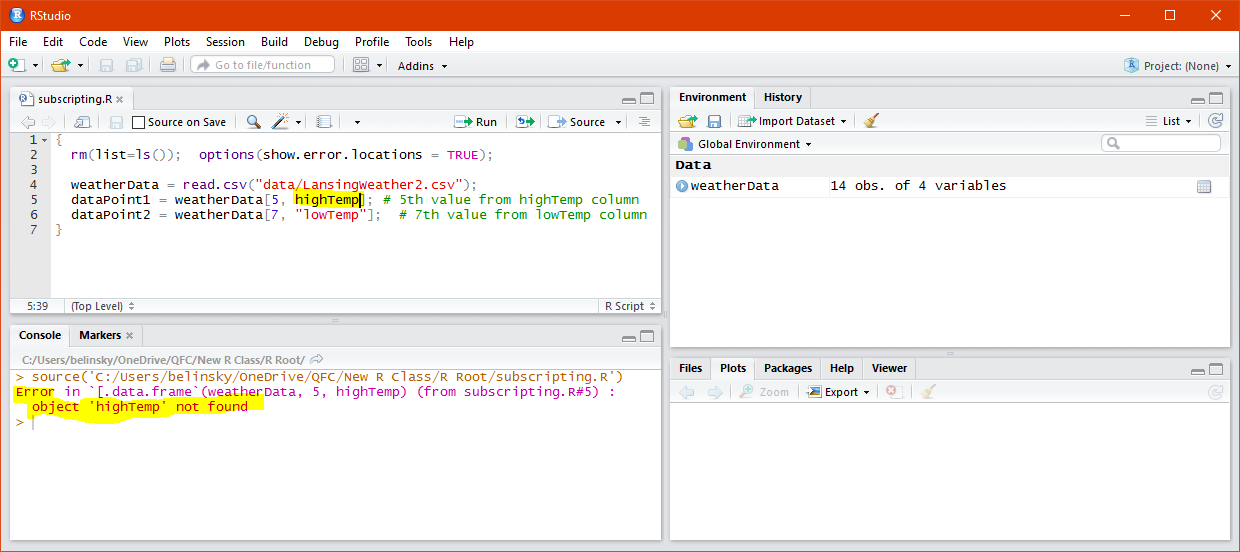 RStudio
File Edit Code View Plots Session Build Debug Profile Tools Help
Go to file/function Addins Project: (None)
subscripting.R
Source on Save Run Source
1 {
2 rm(list=ls()); options(show.error.locations = TRUE);
3
4 weatherData = read.csv("data/LansingWeather2.csv");
5 dataPoint1 = weatherData[5, highTemp]; # 5th value from highTemp column
6 dataPoint2 = weatherData[7, "lowTemp"]; # 7th value from lowTemp column
7 }
5:39 (Top Level) R Script
Console Markers
C:/Users/belinsky/OneDrive/QFC/New R Class/R Root/
> source('C:/Users/belinsky/OneDrive/QFC/New R Class/R Root/subscripting.R')
Error in `[.data.frame`(weatherData, 5, highTemp) (from subscripting.R#5) :
object 'highTemp' not found
>
Environment History
Import Dataset List
Global Environment
Data
weatherData 14 obs. of 4 variables
Files Plots Packages Help Viewer
Zoom Export